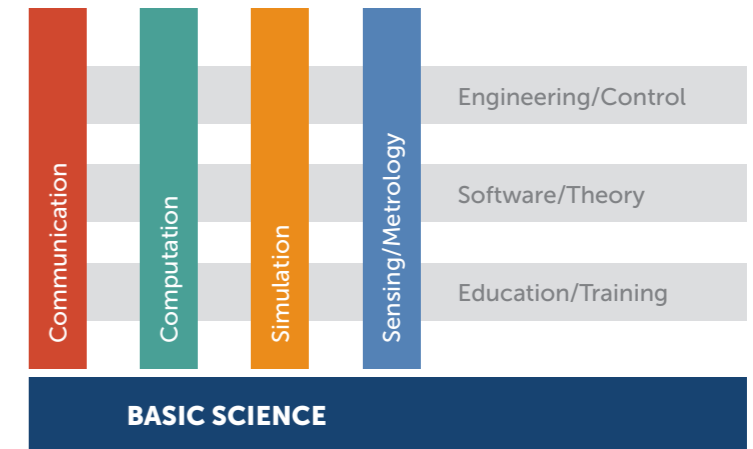 Communication
Computation
Simulation
Sensing/Metrology
Engineering/Control
Software/Theory
Education/Training
BASIC SCIENCE